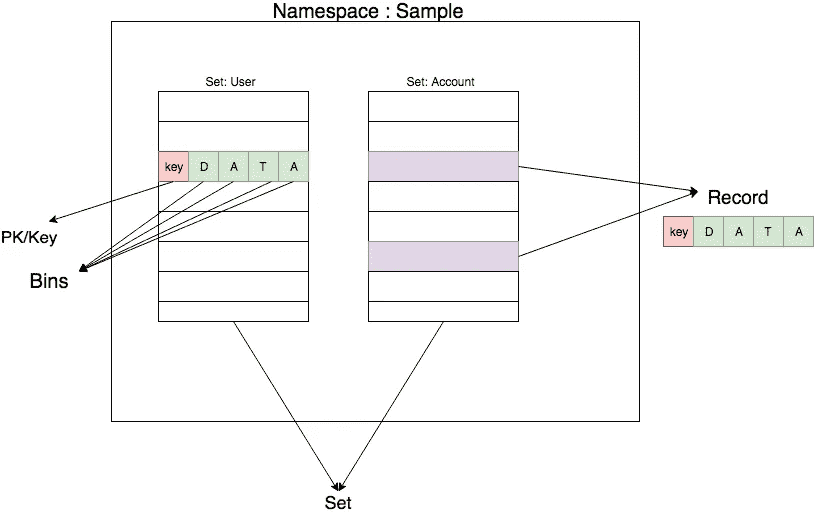 Namespace : Sample
Set: User
Set: Account
key D A T A
PK/Key
Bins
Record
key D A T A
Set